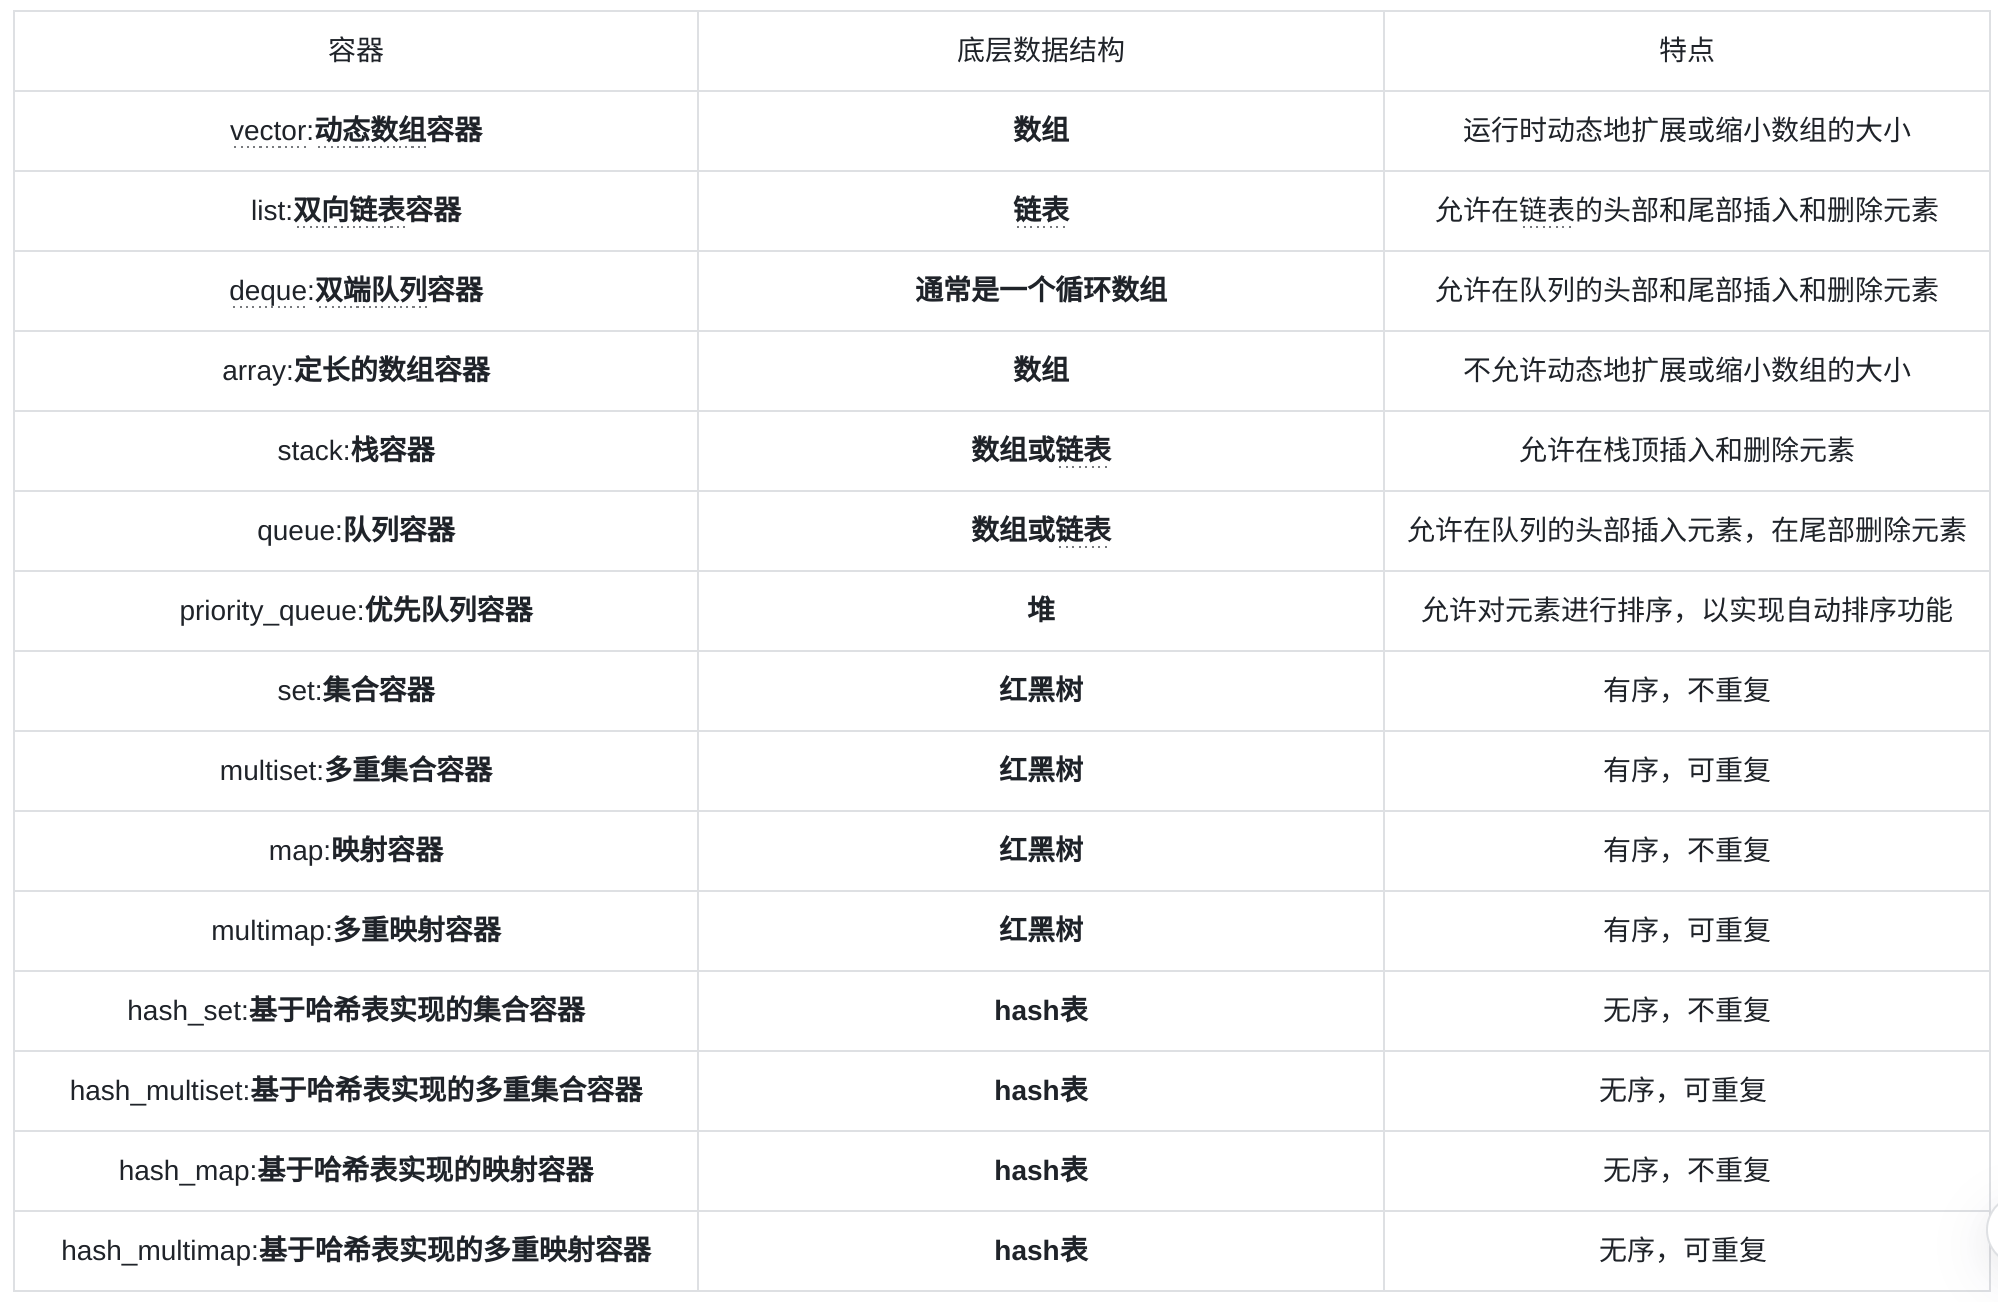 容器 底层数据结构 特点
vector:动态数组容器 数组 运行时动态地扩展或缩小数组的大小
list:双向链表容器 链表 允许在链表的头部和尾部插入和删除元素
deque:双端队列容器 通常是一个循环数组 允许在队列的头部和尾部插入和删除元素
array:定长的数组容器 数组 不允许动态地扩展或缩小数组的大小
stack:栈容器 数组或链表 允许在栈顶插入和删除元素
queue:队列容器 数组或链表 允许在队列的头部插入元素，在尾部删除元素
priority_queue:优先队列容器 堆 允许对元素进行排序，以实现自动排序功能
set:集合容器 红黑树 有序，不重复
multiset:多重集合容器 红黑树 有序，可重复
map:映射容器 红黑树 有序，不重复
multimap:多重映射容器 红黑树 有序，可重复
hash_set:基于哈希表实现的集合容器 hash表 无序，不重复
hash_multiset:基于哈希表实现的多重集合容器 hash表 无序，可重复
hash_map:基于哈希表实现的映射容器 hash表 无序，不重复
hash_multimap:基于哈希表实现的多重映射容器 hash表 无序，可重复